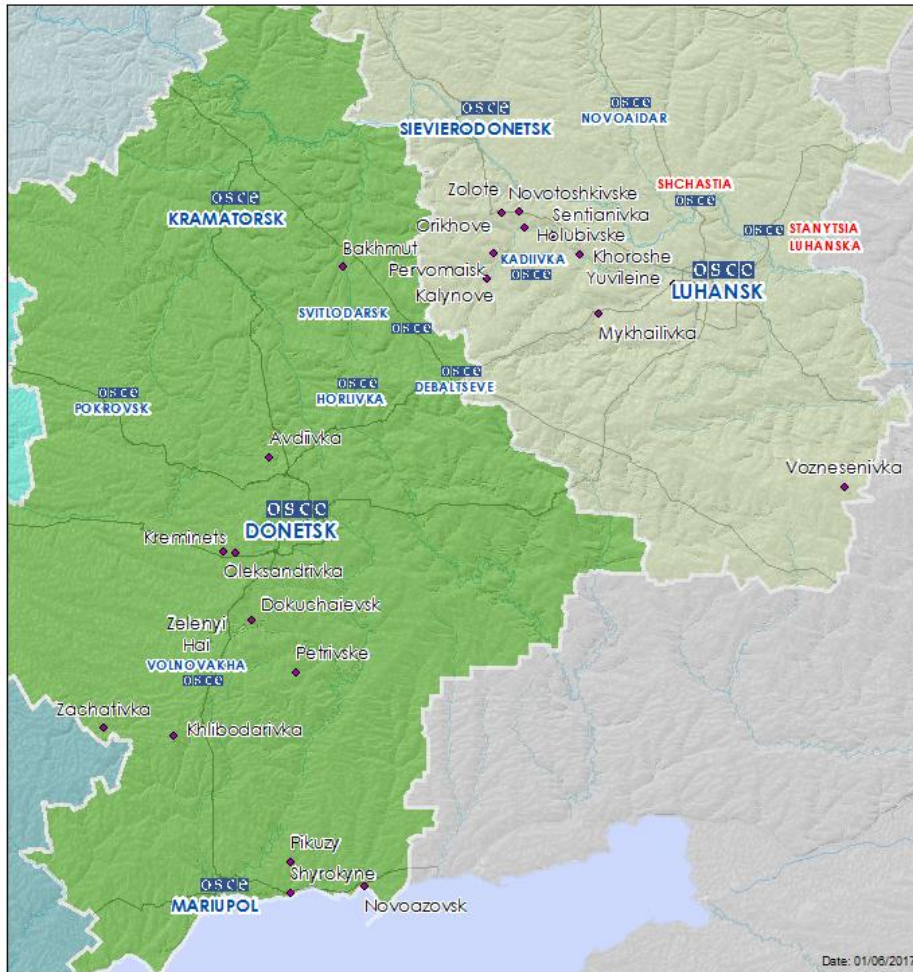 osce
SIEVIERODONETSK
osce
NOVOAIDAR
osce
KRAMATORSK
SHCHASTIA
osce
Zolote
Novotoshkivske
Orikhove
Sentianivka
Holubivske
osce
STANYTSIA
LUHANSKA
Bakhmut
Pervomaisk
KADIIVKA
osce
Khoroshe
Kalynove
Yuvileine
osce
LUHANSK
Mykhailivka
SVITLODARSK
osce
osce
POKROVSK
osce
HORLIVKA
osce
DEBALTSEVE
Avdiivka
Voznesenivka
osce
DONETSK
Kreminets
Oleksandrivka
Dokuchaievsk
Zelenyi
Hai
VOLNOVAKHA
osce
Petrivske
Zachativka
Khlibodarivka
Pikuzy
osce
MARIUPOL
Shyrokyne
Novoazovsk
Date: 01/06/2017